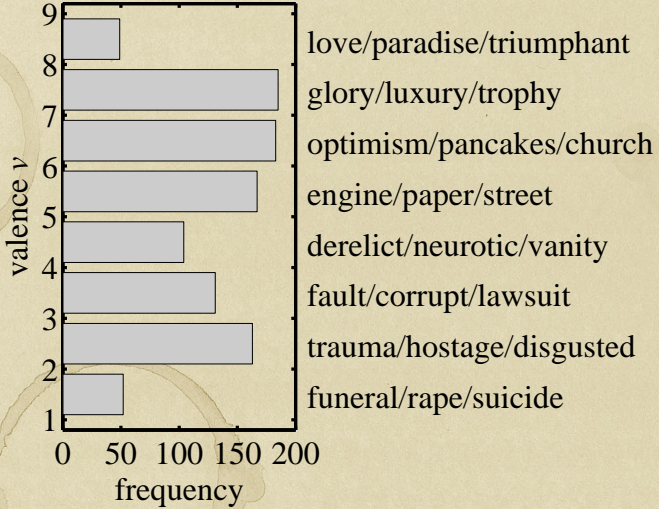 9
love/paradise/triumphant
8
glory/luxury/trophy
7
optimism/pancakes/church
6
engine/paper/street
5
derelict/neurotic/vanity
4
fault/corrupt/lawsuit
3
trauma/hostage/disgusted
2
funeral/rape/suicide
1
valence v
0 50 100 150 200
frequency